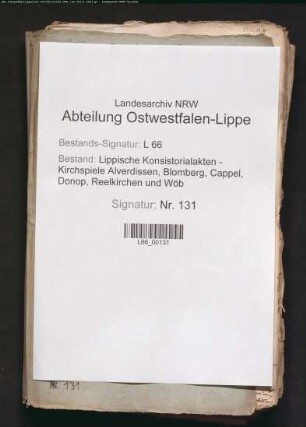 Landesarchiv NRW
Abteilung Ostwestfalen-Lippe
Bestands-Signatur: L 66
Bestand: Lippische Konsistorialakten -
Kirchspiele Alverdissen, Blomberg, Cappel,
Donop, Reelkirchen und Wöb
Signatur: Nr. 131
L66_00131
Nr. 131